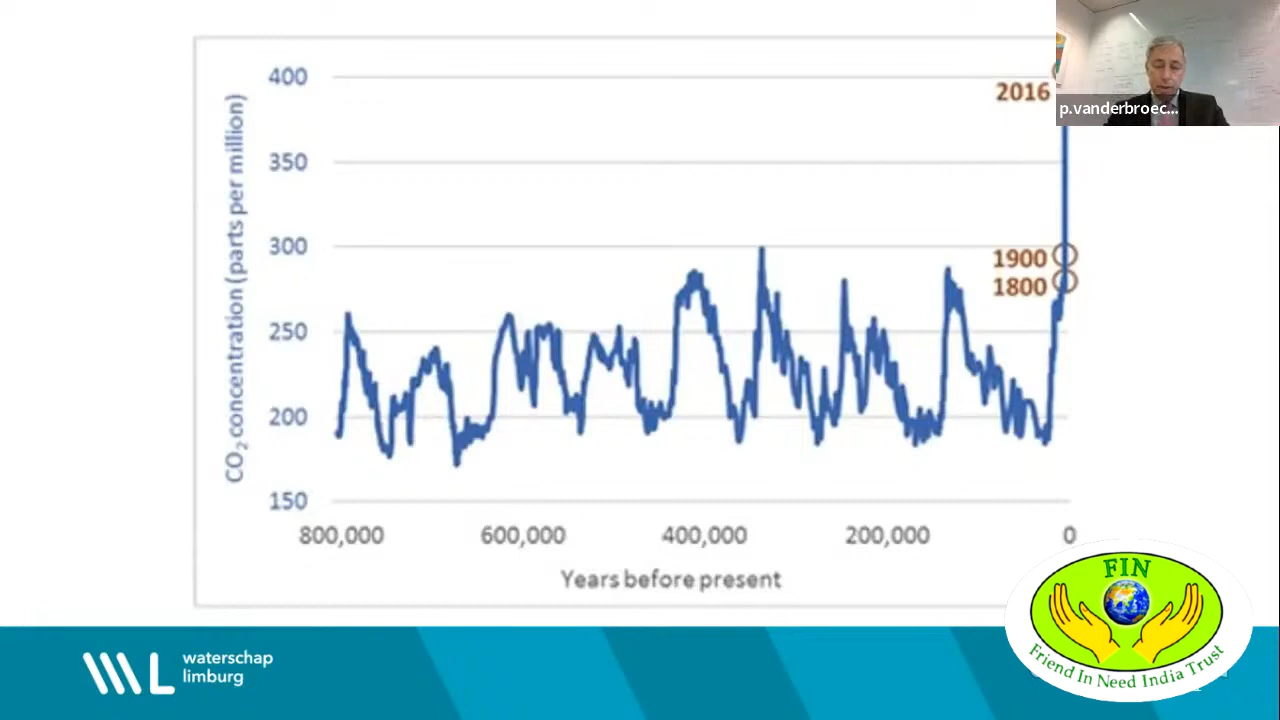 400
350
300
250
200
150
CO₂ concentration (parts per million)
2016
1900
1800
800,000
600,000
400,000
200,000
0
Years before present
p.vanderbroec...
waterschap
limburg
FIN
Friend In Need India Trust